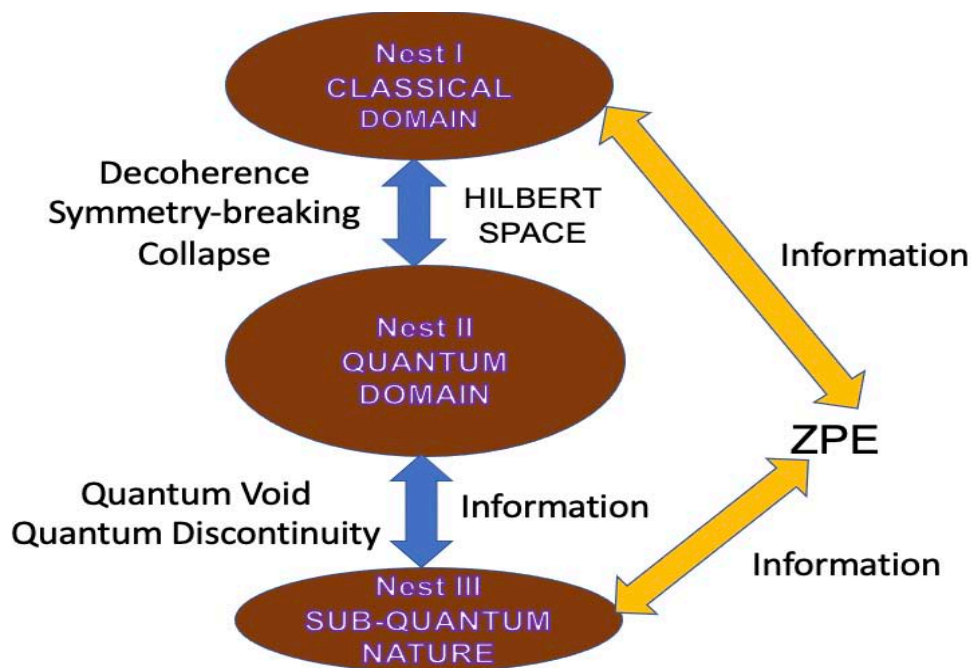 Nest I
CLASSICAL
DOMAIN
Decoherence
Symmetry-breaking
Collapse
HILBERT
SPACE
Information
Nest II
QUANTUM
DOMAIN
ZPE
Quantum Void
Quantum Discontinuity
Information
Information
Nest III
SUB-QUANTUM
NATURE